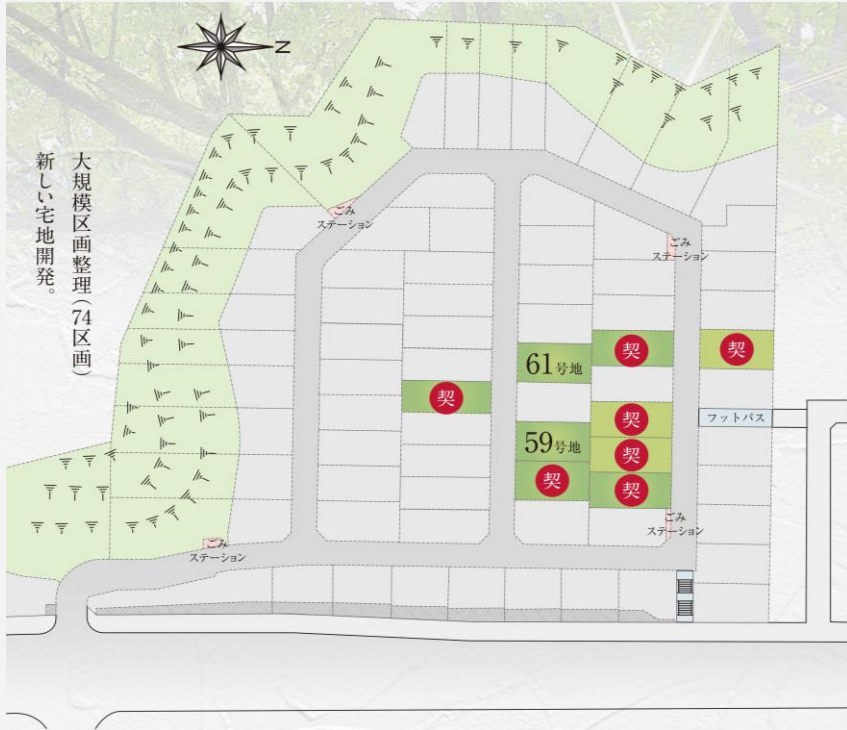 N
大規模区画整理（74区画）
新しい宅地開発。
ごみ
ステーション
ごみ
ステーション
契
契
61号地
契
契
フットパス
59号地
契
契
契
ごみ
ステーション
ごみ
ステーション